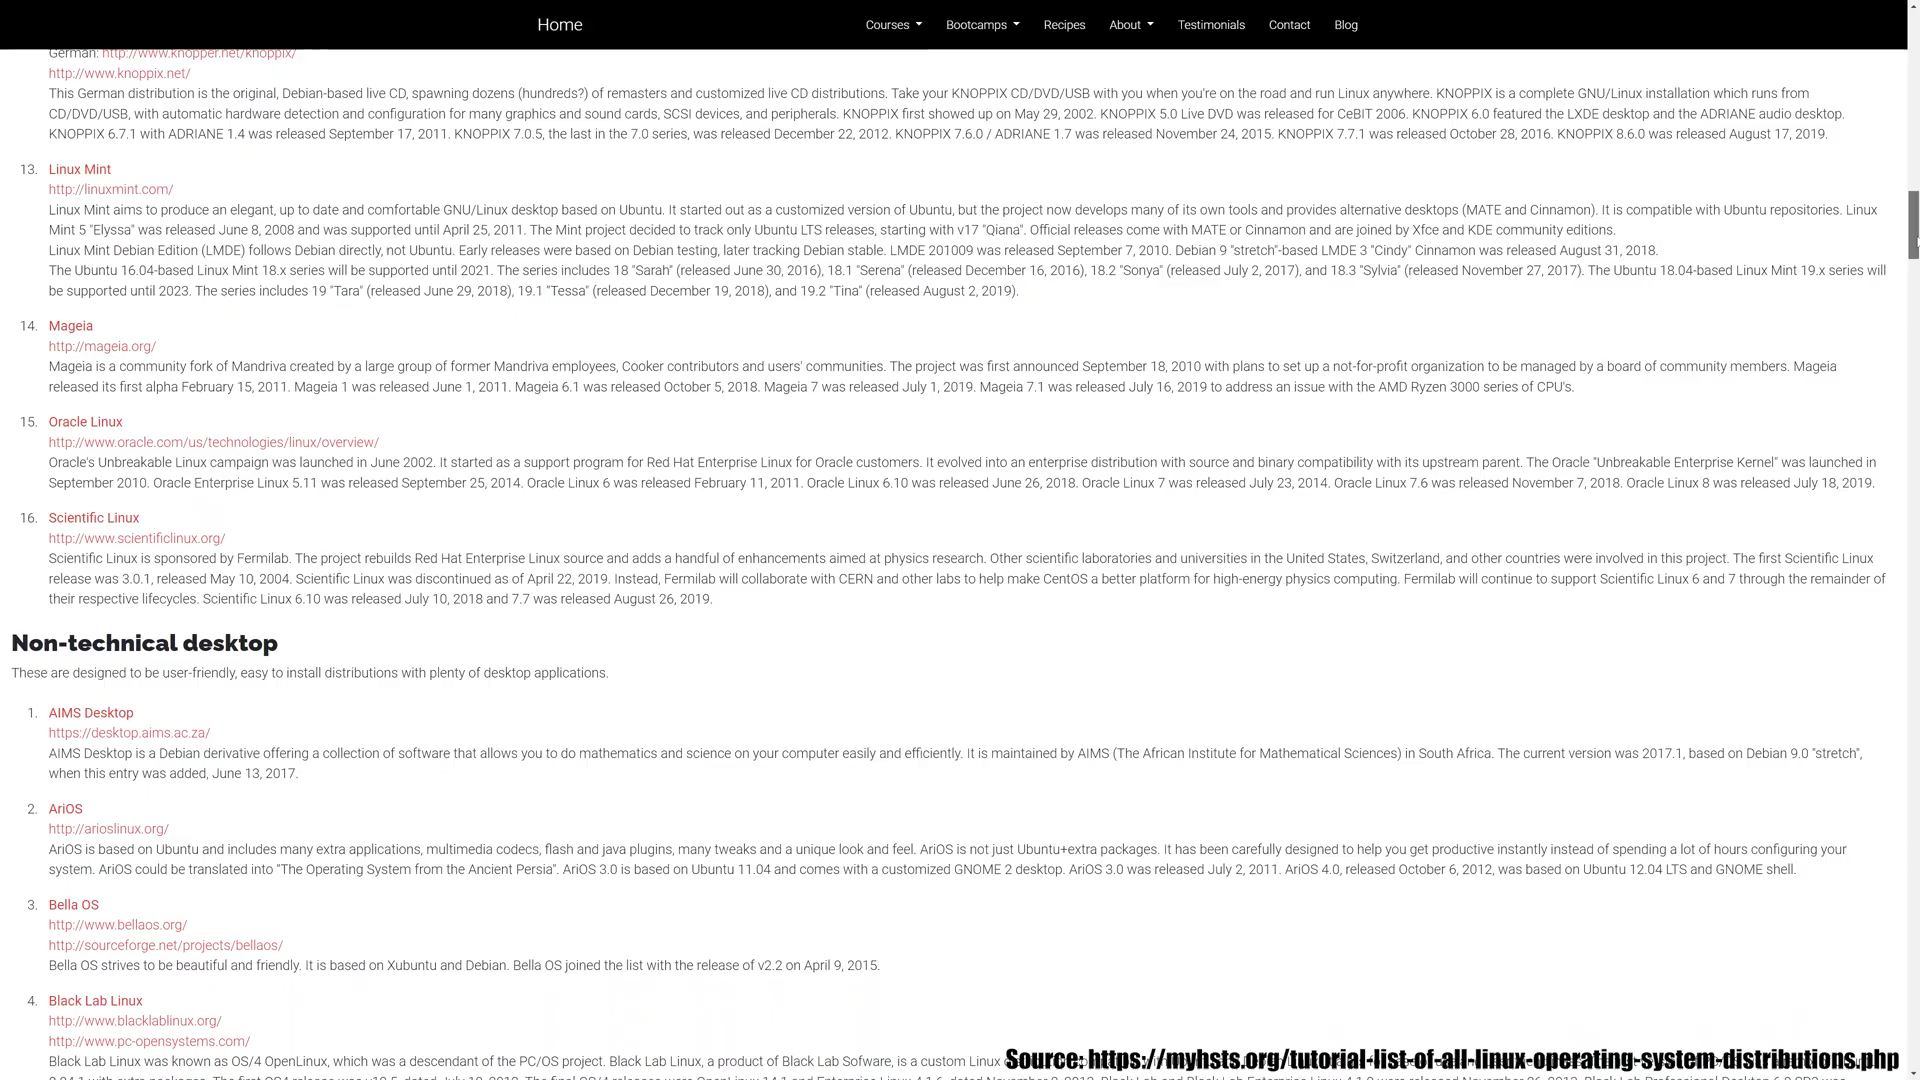 Home
Courses
Bootcamps
Recipes
About
Testimonials
Contact
Blog
German: http://www.knopper.net/knoppix/
http://www.knoppix.net/
This German distribution is the original, Debian-based live CD, spawning dozens (hundreds?) of remasters and customized live CD distributions. Take your KNOPPIX CD/DVD/USB with you when you're on the road and run Linux anywhere. KNOPPIX is a complete GNU/Linux installation which runs from
CD/DVD/USB, with automatic hardware detection and configuration for many graphics and sound cards, SCSI devices, and peripherals. KNOPPIX first showed up on May 29, 2002. KNOPPIX 5.0 Live DVD was released for CeBIT 2006. KNOPPIX 6.0 featured the LXDE desktop and the ADRIANE audio desktop.
KNOPPIX 6.7.1 with ADRIANE 1.4 was released September 17, 2011. KNOPPIX 7.0.5, the last in the 7.0 series, was released December 22, 2012. KNOPPIX 7.6.0 / ADRIANE 1.7 was released November 24, 2015. KNOPPIX 7.7.1 was released October 28, 2016. KNOPPIX 8.6.0 was released August 17, 2019.
13. Linux Mint
http://linuxmint.com/
Linux Mint aims to produce an elegant, up to date and comfortable GNU/Linux desktop based on Ubuntu. It started out as a customized version of Ubuntu, but the project now develops many of its own tools and provides alternative desktops (MATE and Cinnamon). It is compatible with Ubuntu repositories. Linux
Mint 5 "Elyssa" was released June 8, 2008 and was supported until April 25, 2011. The Mint project decided to track only Ubuntu LTS releases, starting with v17 "Qiana". Official releases come with MATE or Cinnamon and are joined by Xfce and KDE community editions.
Linux Mint Debian Edition (LMDE) follows Debian directly, not Ubuntu. Early releases were based on Debian testing, later tracking Debian stable. LMDE 201009 was released September 7, 2010. Debian 9 "stretch"-based LMDE 3 "Cindy" Cinnamon was released August 31, 2018.
The Ubuntu 16.04-based Linux Mint 18.x series will be supported until 2021. The series includes 18 "Sarah" (released June 30, 2016), 18.1 "Serena" (released December 16, 2016), 18.2 "Sonya" (released July 2, 2017), and 18.3 "Sylvia" (released November 27, 2017). The Ubuntu 18.04-based Linux Mint 19.x series will
be supported until 2023. The series includes 19 "Tara" (released June 29, 2018), 19.1 "Tessa" (released December 19, 2018), and 19.2 "Tina" (released August 2, 2019).
14. Mageia
http://mageia.org/
Mageia is a community fork of Mandriva created by a large group of former Mandriva employees, Cooker contributors and users' communities. The project was first announced September 18, 2010 with plans to set up a not-for-profit organization to be managed by a board of community members. Mageia
released its first alpha February 15, 2011. Mageia 1 was released June 1, 2011. Mageia 6.1 was released October 5, 2018. Mageia 7 was released July 1, 2019. Mageia 7.1 was released July 16, 2019 to address an issue with the AMD Ryzen 3000 series of CPU's.
15. Oracle Linux
http://www.oracle.com/us/technologies/linux/overview/
Oracle's Unbreakable Linux campaign was launched in June 2002. It started as a support program for Red Hat Enterprise Linux for Oracle customers. It evolved into an enterprise distribution with source and binary compatibility with its upstream parent. The Oracle "Unbreakable Enterprise Kernel" was launched in
September 2010. Oracle Enterprise Linux 5.11 was released September 25, 2014. Oracle Linux 6 was released February 11, 2011. Oracle Linux 6.10 was released June 26, 2018. Oracle Linux 7 was released July 23, 2014. Oracle Linux 7.6 was released November 7, 2018. Oracle Linux 8 was released July 18, 2019.
16. Scientific Linux
http://www.scientificlinux.org/
Scientific Linux is sponsored by Fermilab. The project rebuilds Red Hat Enterprise Linux source and adds a handful of enhancements aimed at physics research. Other scientific laboratories and universities in the United States, Switzerland, and other countries were involved in this project. The first Scientific Linux
release was 3.0.1, released May 10, 2004. Scientific Linux was discontinued as of April 22, 2019. Instead, Fermilab will collaborate with CERN and other labs to help make CentOS a better platform for high-energy physics computing. Fermilab will continue to support Scientific Linux 6 and 7 through the remainder of
their respective lifecycles. Scientific Linux 6.10 was released July 10, 2018 and 7.7 was released August 26, 2019.
Non-technical desktop
These are designed to be user-friendly, easy to install distributions with plenty of desktop applications.
1. AIMS Desktop
https://desktop.aims.ac.za/
AIMS Desktop is a Debian derivative offering a collection of software that allows you to do mathematics and science on your computer easily and efficiently. It is maintained by AIMS (The African Institute for Mathematical Sciences) in South Africa. The current version was 2017.1, based on Debian 9.0 "stretch",
when this entry was added, June 13, 2017.
2. AriOS
http://arioslinux.org/
AriOS is based on Ubuntu and includes many extra applications, multimedia codecs, flash and java plugins, many tweaks and a unique look and feel. AriOS is not just Ubuntu+extra packages. It has been carefully designed to help you get productive instantly instead of spending a lot of hours configuring your
system. AriOS could be translated into "The Operating System from the Ancient Persia". AriOS 3.0 is based on Ubuntu 11.04 and comes with a customized GNOME 2 desktop. AriOS 3.0 was released July 2, 2011. AriOS 4.0, released October 6, 2012, was based on Ubuntu 12.04 LTS and GNOME shell.
3. Bella OS
http://www.bellaos.org/
http://sourceforge.net/projects/bellaos/
Bella OS strives to be beautiful and friendly. It is based on Xubuntu and Debian. Bella OS joined the list with the release of v2.2 on April 9, 2015.
4. Black Lab Linux
http://www.blacklablinux.org/
http://www.pc-opensystems.com/
Black Lab Linux was known as OS/4 OpenLinux, which was a descendant of the PC/OS project. Black Lab Linux, a product of Black Lab Sofware, is a custom Linux
Source: https://myhsts.org/tutorial-list-of-all-linux-operating-system-distributions.php